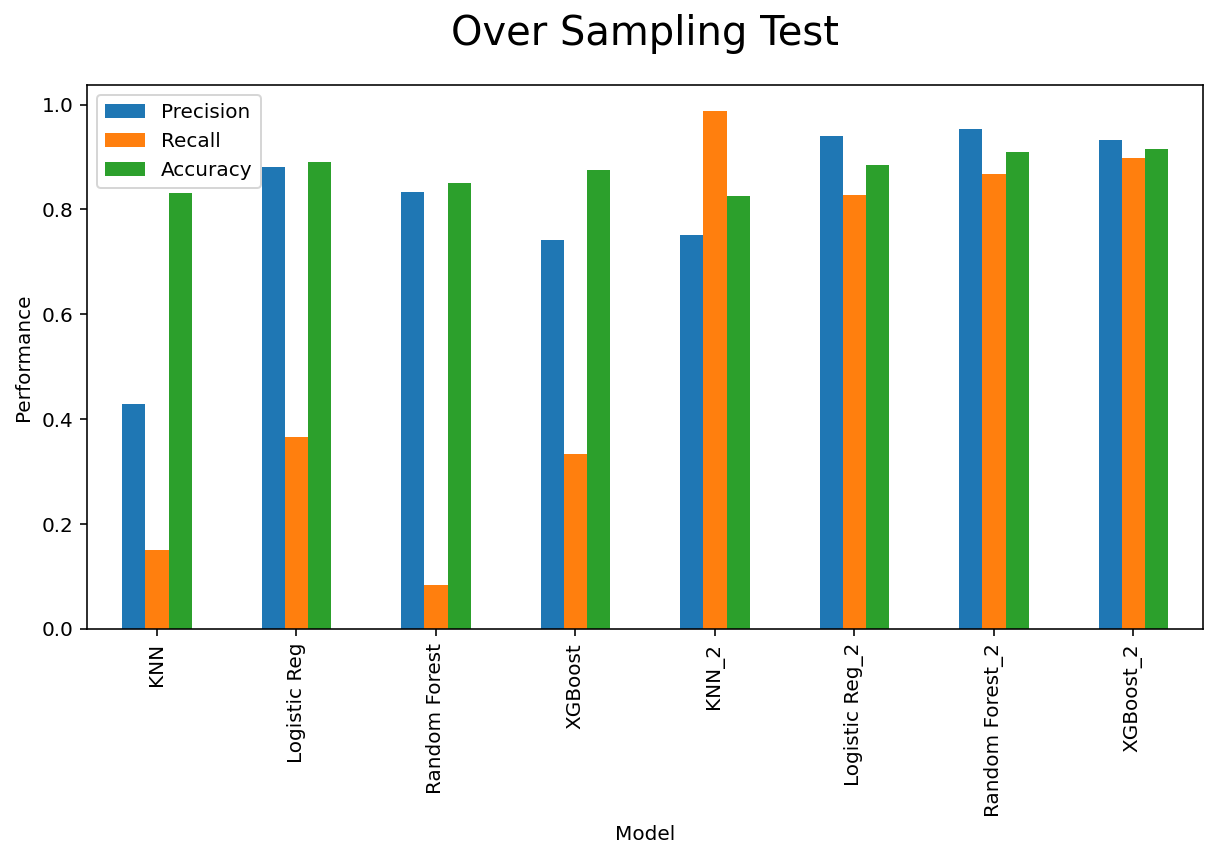 Over Sampling Test
Precision
Recall
Accuracy
1.0
0.8
0.6
0.4
0.2
0.0
Performance
KNN
Logistic Reg
Random Forest
XGBoost
KNN_2
Logistic Reg_2
Random Forest_2
XGBoost_2
Model